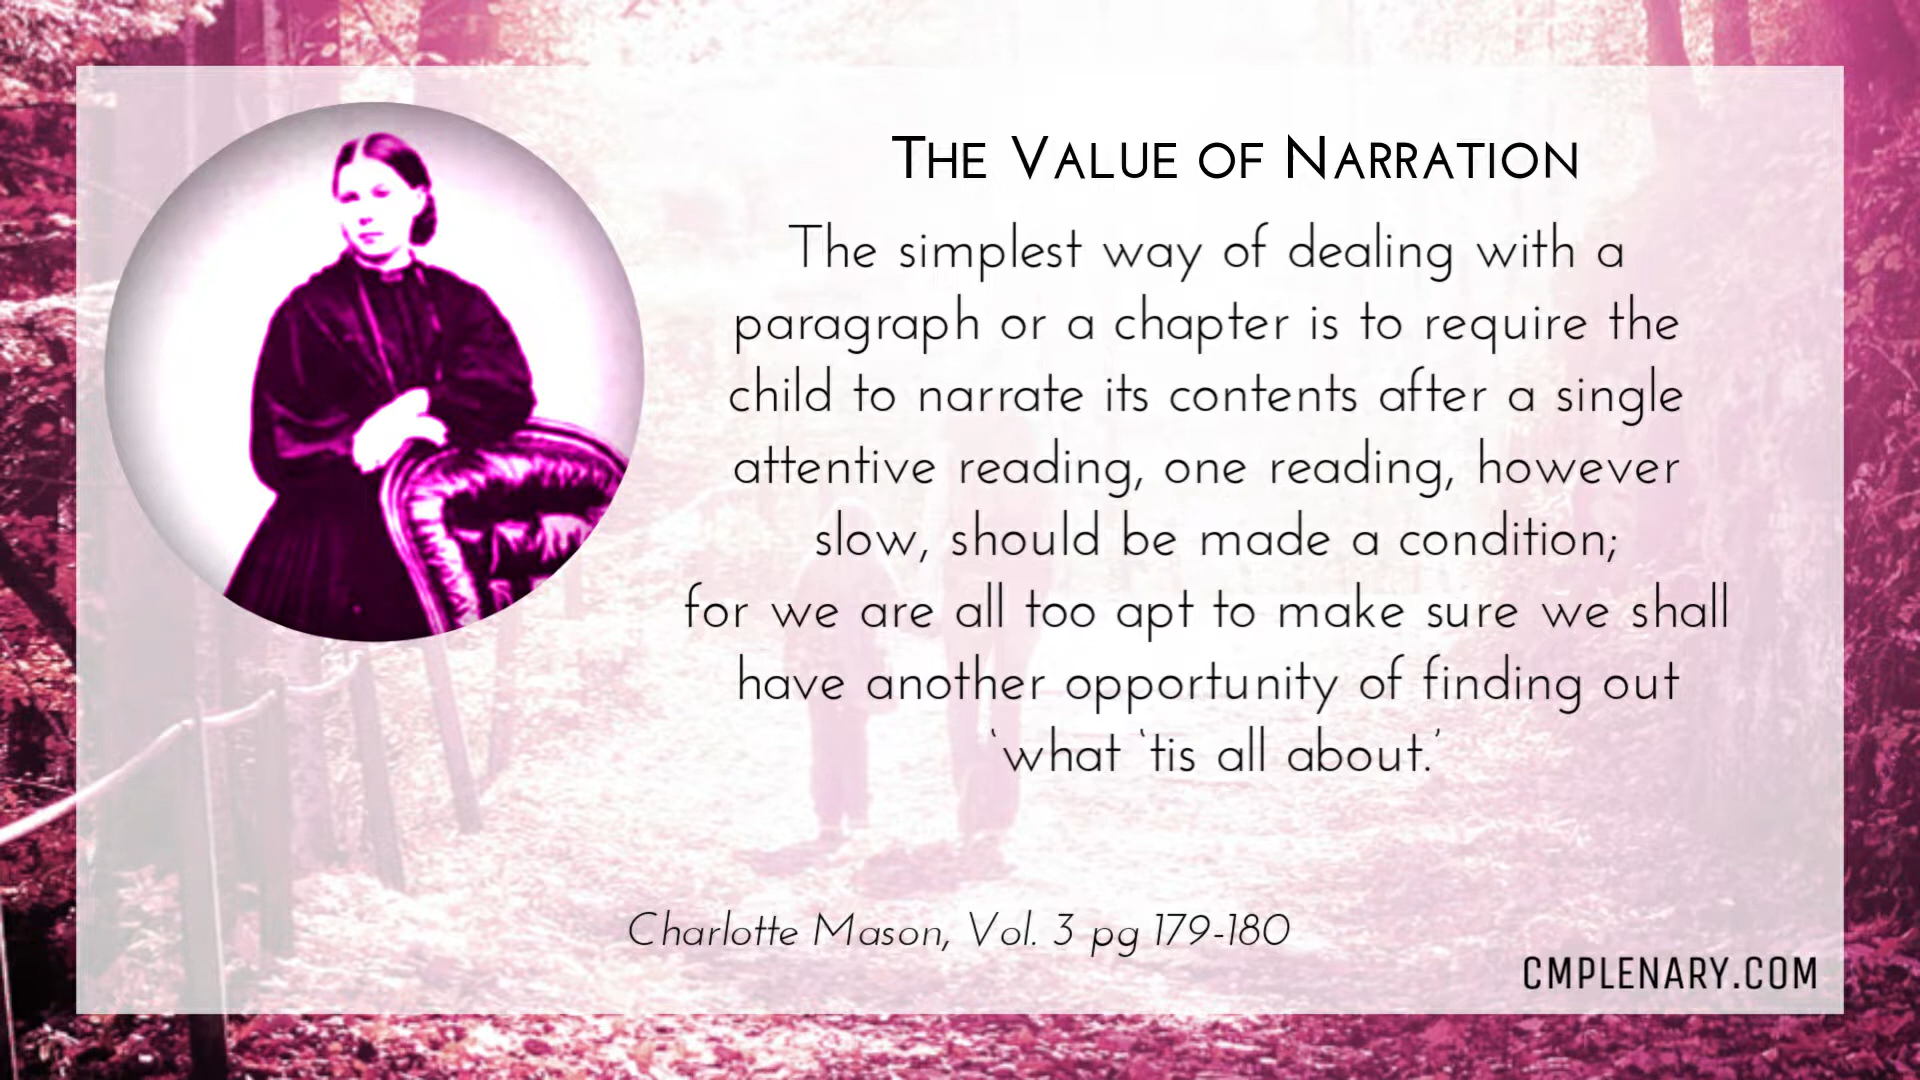 The Value of Narration
The simplest way of dealing with a
paragraph or a chapter is to require the
child to narrate its contents after a single
attentive reading, one reading, however
slow, should be made a condition;
for we are all too apt to make sure we shall
have another opportunity of finding out
‘what ‘tis all about.’
Charlotte Mason, Vol. 3 pg 179-180
CMPLENARY.COM